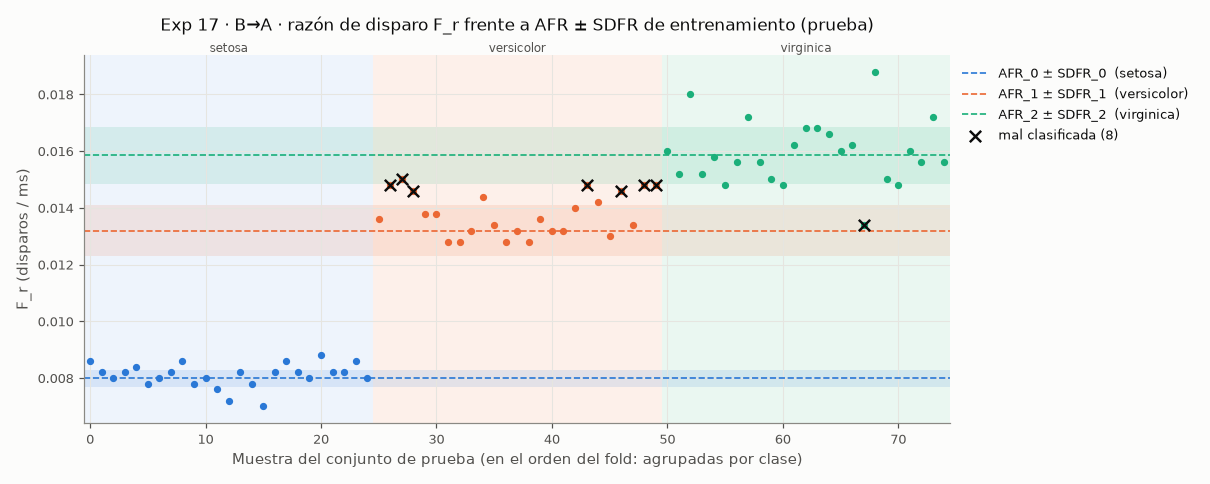 Exp 17 · B→A · razón de disparo F_r frente a AFR ± SDFR de entrenamiento (prueba)
setosa
versicolor
virginica
F_r (disparos / ms)
0.018
0.016
0.014
0.012
0.010
0.008
0
10
20
30
40
50
60
70
Muestra del conjunto de prueba (en el orden del fold: agrupadas por clase)
AFR_0 ± SDFR_0 (setosa)
AFR_1 ± SDFR_1 (versicolor)
AFR_2 ± SDFR_2 (virginica)
mal clasificada (8)